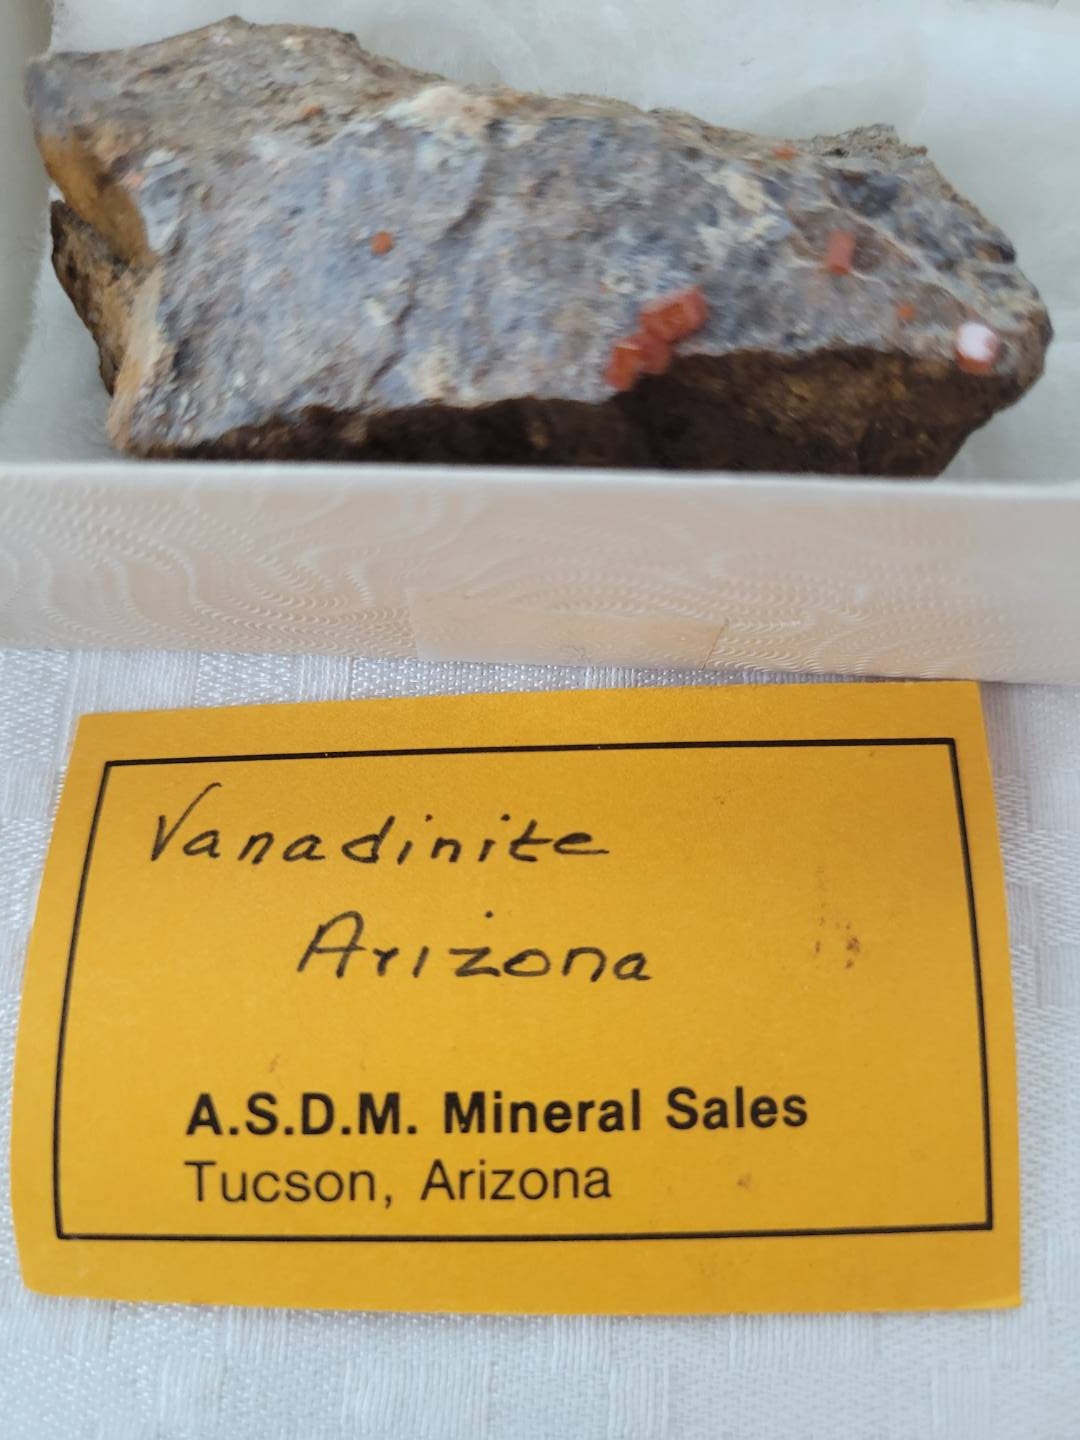 Vanadinite
Arizona
A.S.D.M. Mineral Sales
Tucson, Arizona